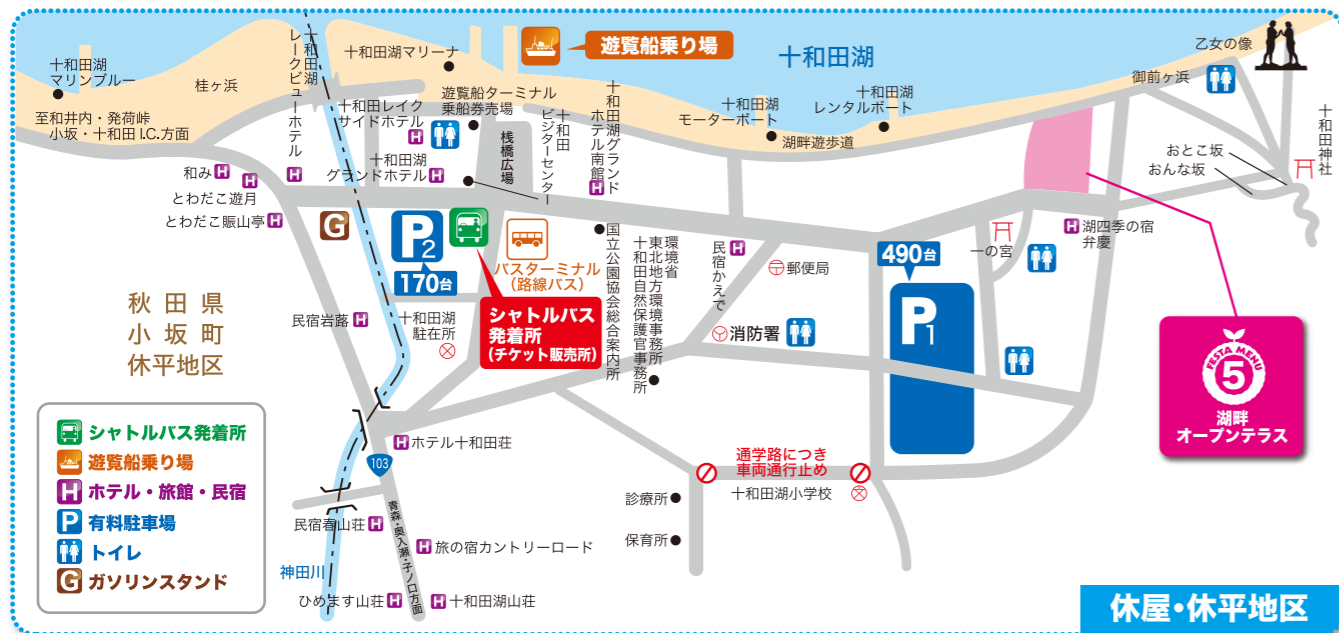 遊覧船乗り場
十和田湖
乙女の像
御前ヶ浜
十和田神社
おとこ坂
おんな坂
十和田湖
マリンブルー
桂ヶ浜
至和井内・発荷峠
小坂・十和田I.C.方面
十和田湖
レークビューホテル
十和田湖マリーナ
十和田レイク
サイドホテル
遊覧船ターミナル
乗船券売場
桟橋広場
十和田
ビジターセンター
十和田湖グランド
ホテル南館
十和田湖
モーターボート
十和田湖
レンタルボート
湖畔遊歩道
十和田湖
グランドホテル
和み
とわだこ遊月
とわだこ賑山亭
G
P2
170台
バスターミナル
(路線バス)
シャトルバス
発着所
(チケット販売所)
国立公園協会総合案内所
環境省
東北地方環境事務所
十和田自然保護官事務所
民宿かえで
郵便局
消防署
490台
P1
一の宮
湖四季の宿
弁慶
FESTA MENU
5
湖畔
オープンテラス
秋田県
小坂町
休平地区
民宿岩蕗
十和田湖
駐在所
ホテル十和田荘
103
青森・奥入瀬・子ノ口方面
民宿春山荘
旅の宿カントリーロード
神田川
ひめます山荘
十和田湖山荘
通学路につき
車両通行止め
十和田湖小学校
診療所
保育所
シャトルバス発着所
遊覧船乗り場
H ホテル・旅館・民宿
P 有料駐車場
トイレ
G ガソリンスタンド
休屋・休平地区